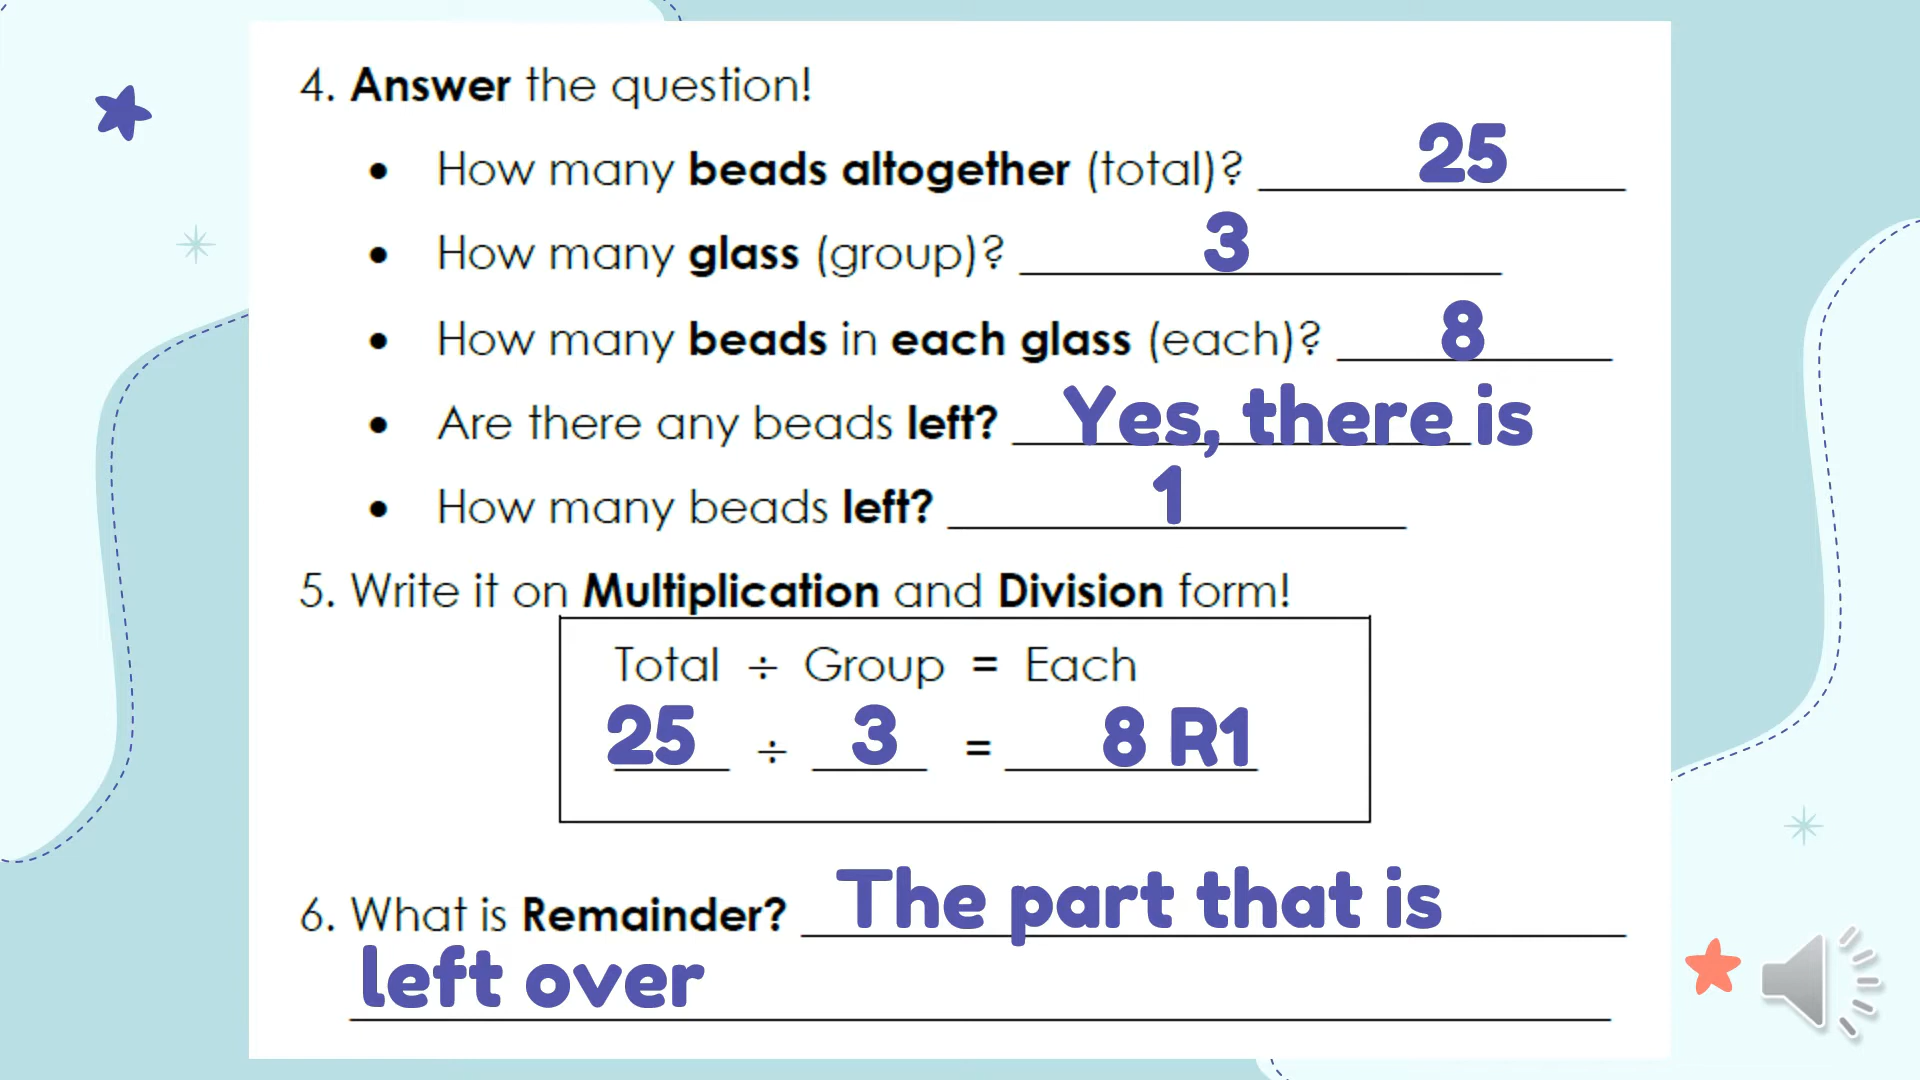 4. Answer the question!
• How many beads altogether (total)? 25
• How many glass (group)? 3
• How many beads in each glass (each)? 8
• Are there any beads left? Yes, there is
• How many beads left? 1
5. Write it on Multiplication and Division form!
Total ÷ Group = Each
25 ÷ 3 = 8 R1
6. What is Remainder? The part that is
left over